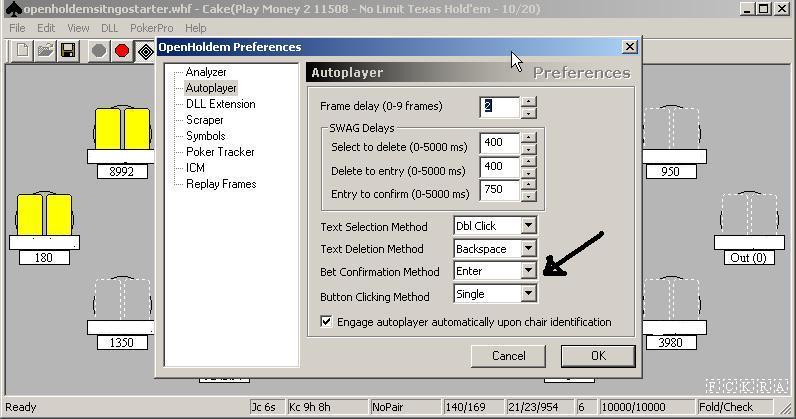 openholdemsitngostarter.whf - Cake(Play Money 2 11508 - No Limit Texas Hold'em - 10/20)
File Edit View DLL PokerPro Help
OpenHoldem Preferences
Analyzer
Autoplayer
DLL Extension
Scraper
Symbols
Poker Tracker
ICM
Replay Frames
Autoplayer Preferences
Frame delay (0-9 frames) 2
SWAG Delays
Select to delete (0-5000 ms) 400
Delete to entry (0-5000 ms) 400
Entry to confirm (0-5000 ms) 750
Text Selection Method Dbl Click
Text Deletion Method Backspace
Bet Confirmation Method Enter
Button Clicking Method Single
Engage autoplayer automatically upon chair identification
Cancel OK
8992
950
180
Out (0)
1350
3980
F C K R A
Ready Jc 6s Kc 9h 8h NoPair 140/169 21/23/954 6 10000/10000 Fold/Check